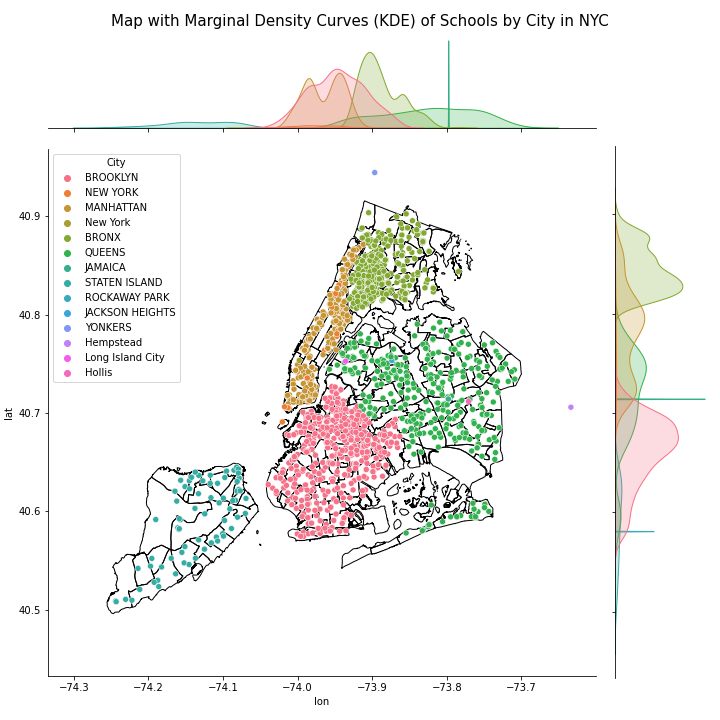 Map with Marginal Density Curves (KDE) of Schools by City in NYC
City
BROOKLYN
NEW YORK
MANHATTAN
New York
BRONX
QUEENS
JAMAICA
STATEN ISLAND
ROCKAWAY PARK
JACKSON HEIGHTS
YONKERS
Hempstead
Long Island City
Hollis
40.9
40.8
40.7
40.6
40.5
lat
−74.3 −74.2 −74.1 −74.0 −73.9 −73.8 −73.7
lon